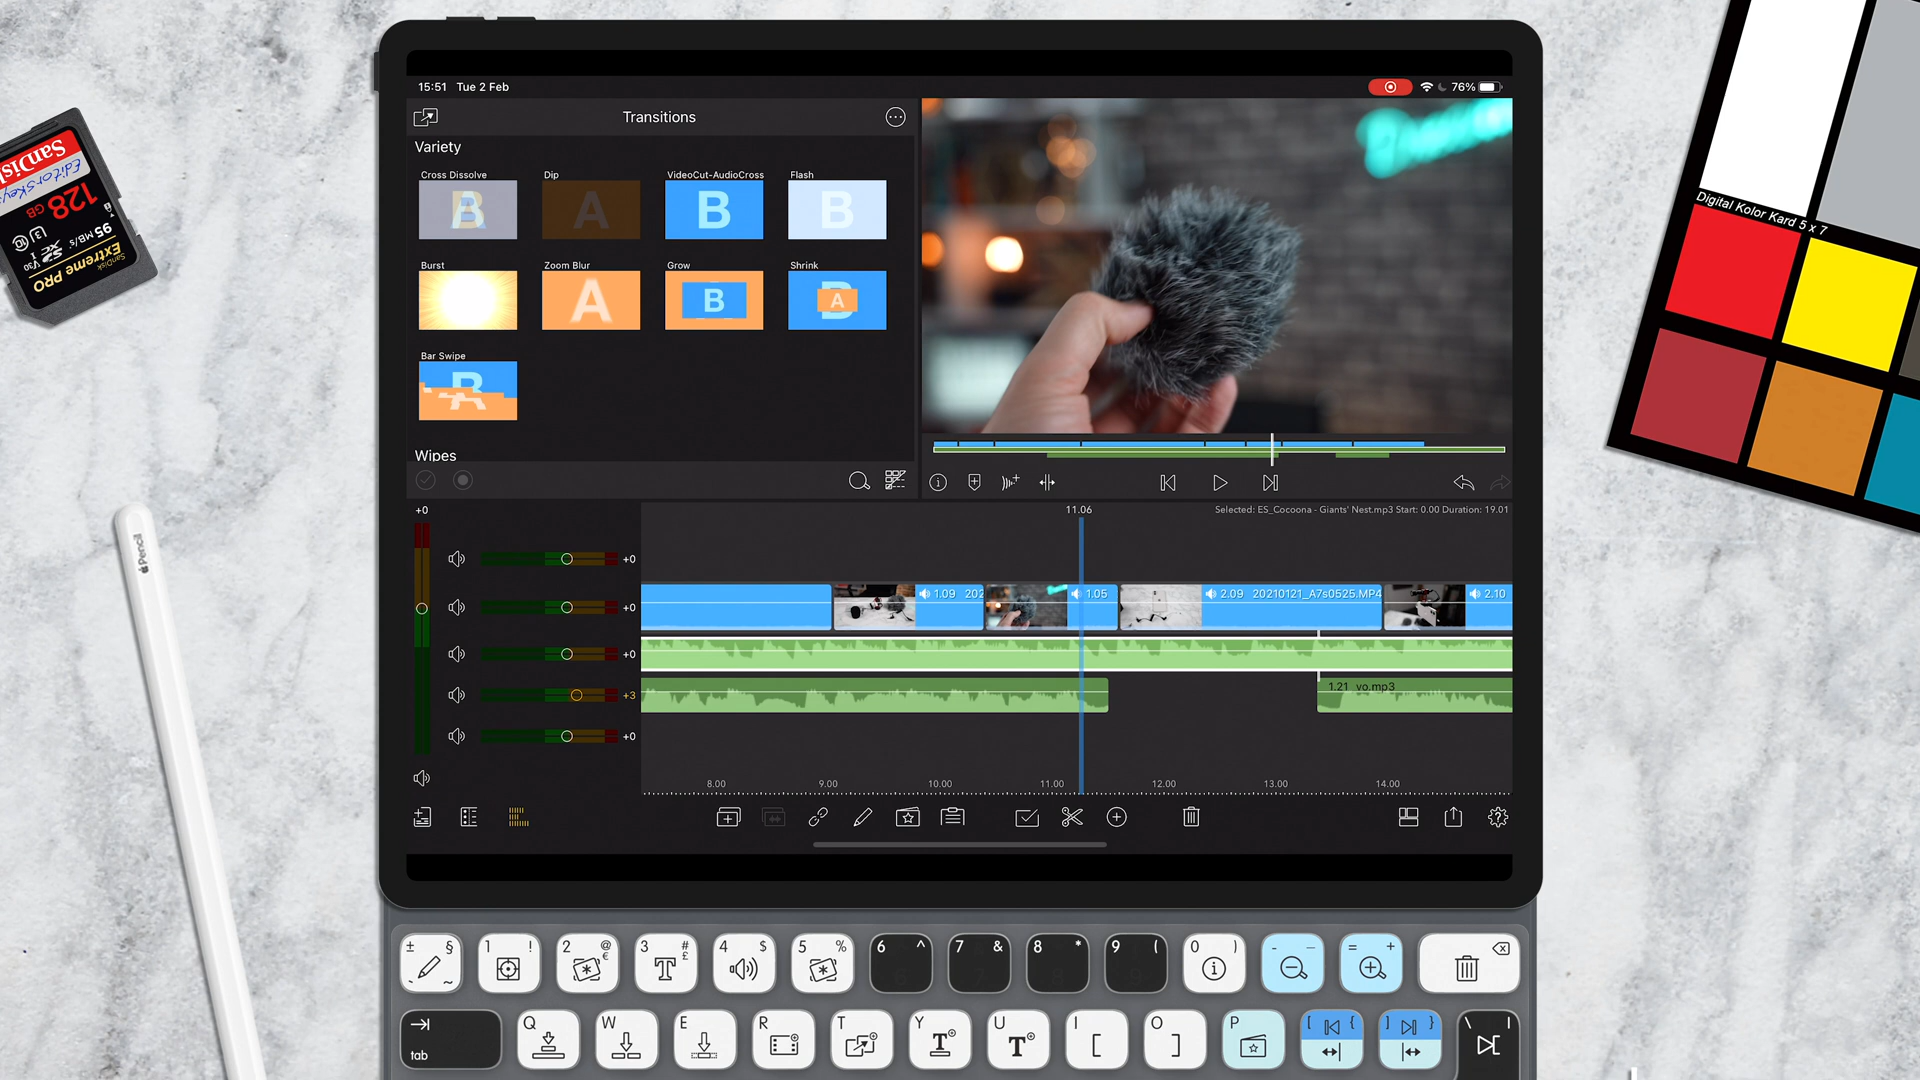 15:51 Tue 2 Feb
76%
Transitions
Variety
Cross Dissolve
Dip
VideoCut-AudioCross
Flash
B
A
B
B
Burst
Zoom Blur
Grow
Shrink
A
B
A
Bar Swipe
Wipes
+0
11.06
Selected: ES_Cocoona - Giants' Nest.mp3 Start: 0.00 Duration: 19.01
+0
+0
1.09 202
1.05
2.09 20210121_A7s0525.MP4
2.10
+0
+3
1.21 vo.mp3
+0
8.00 9.00 10.00 11.00 12.00 13.00 14.00
SanDisk
EditorsKeys
128 GB
95 MB/s
Extreme PRO
Pencil
Digital Kolor Kard 5 x 7
± §
1 !
2 @ €
3 # £
4 $
5 %
6 ^
7 &
8 *
9 (
0 )
- _
= +
tab
Q
W
E
R
T
Y
U
I [
O ]
P
[ {
] }
\ |